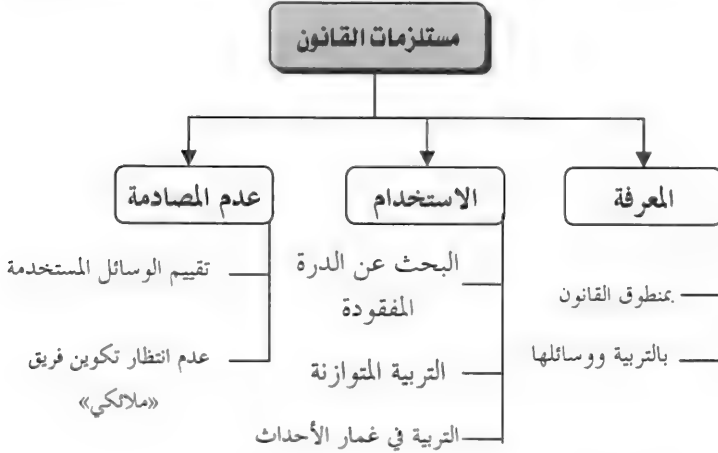 مستلزمات القانون
المعرفة
بمنطوق القانون
بالتربية ووسائلها
الاستخدام
البحث عن الدرة
المفقودة
التربية المتوازنة
التربية في غمار الأحداث
عدم المصادمة
تقييم الوسائل المستخدمة
عدم انتظار تكوين فريق
«ملائكي»